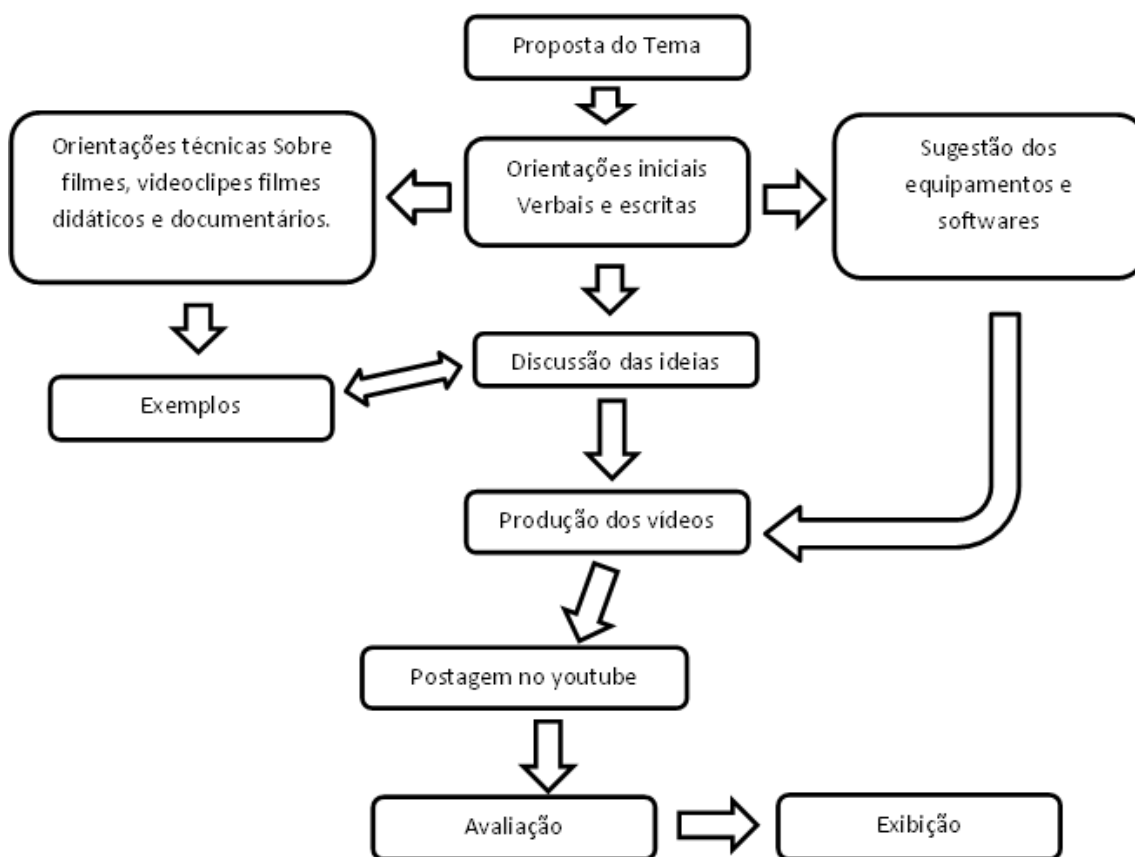 Proposta do Tema
Orientações técnicas Sobre
filmes, videoclipes filmes
didáticos e documentários.
Orientações iniciais
Verbais e escritas
Sugestão dos
equipamentos e
softwares
Discussão das ideias
Exemplos
Produção dos vídeos
Postagem no youtube
Avaliação
Exibição